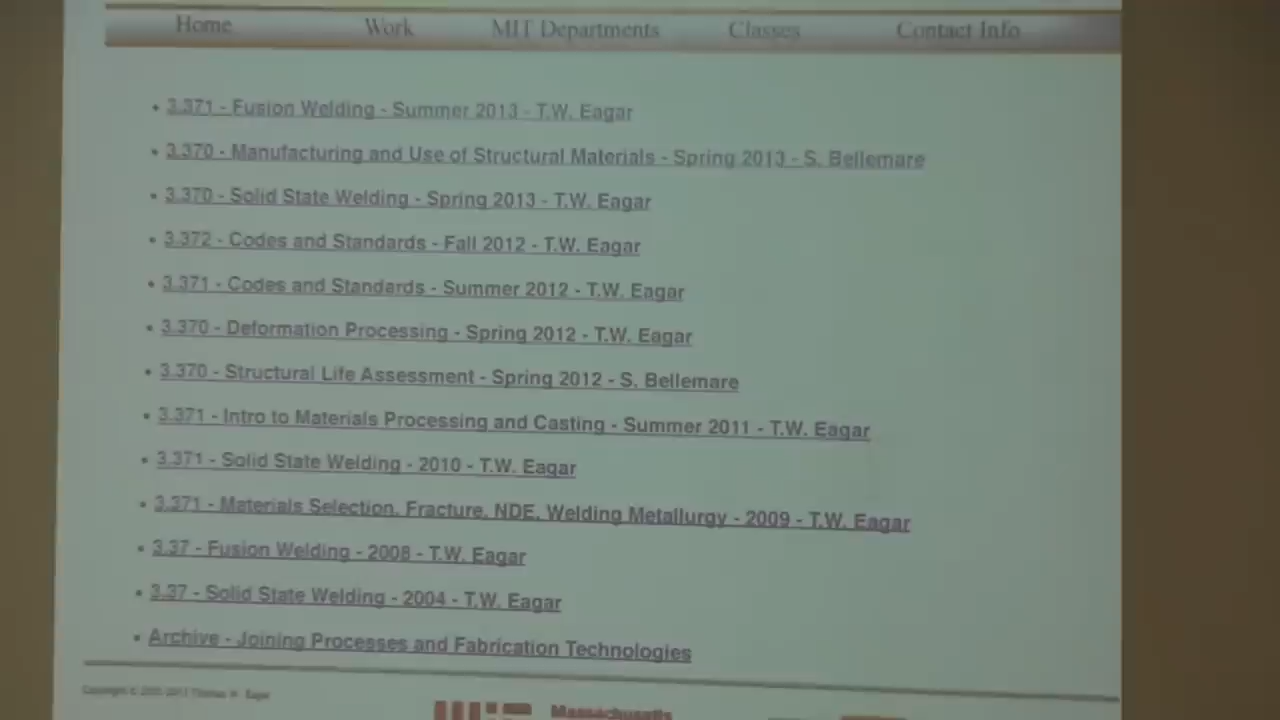 Home Work MIT Departments Classes Contact Info
• 3.371 - Fusion Welding - Summer 2013 - T.W. Eagar
• 3.370 - Manufacturing and Use of Structural Materials - Spring 2013 - S. Bellemare
• 3.370 - Solid State Welding - Spring 2013 - T.W. Eagar
• 3.372 - Codes and Standards - Fall 2012 - T.W. Eagar
• 3.371 - Codes and Standards - Summer 2012 - T.W. Eagar
• 3.370 - Deformation Processing - Spring 2012 - T.W. Eagar
• 3.370 - Structural Life Assessment - Spring 2012 - S. Bellemare
• 3.371 - Intro to Materials Processing and Casting - Summer 2011 - T.W. Eagar
• 3.371 - Solid State Welding - 2010 - T.W. Eagar
• 3.371 - Materials Selection, Fracture, NDE, Welding Metallurgy - 2009 - T.W. Eagar
• 3.37 - Fusion Welding - 2008 - T.W. Eagar
• 3.37 - Solid State Welding - 2004 - T.W. Eagar
• Archive - Joining Processes and Fabrication Technologies
Copyright © Thomas W. Eagar
Massachusetts